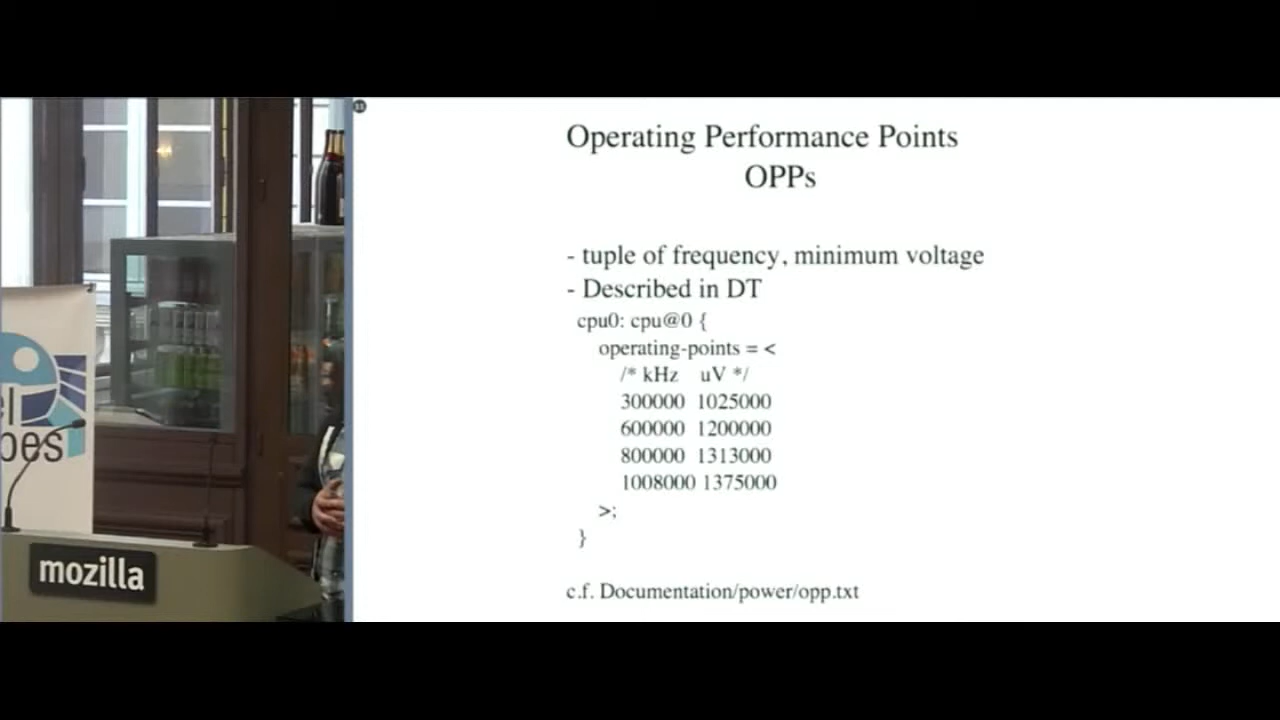 Operating Performance Points
OPPs
- tuple of frequency, minimum voltage
- Described in DT
cpu0: cpu@0 {
operating-points = <
/* kHz uV */
300000 1025000
600000 1200000
800000 1313000
1008000 1375000
>;
}
c.f. Documentation/power/opp.txt
mozilla